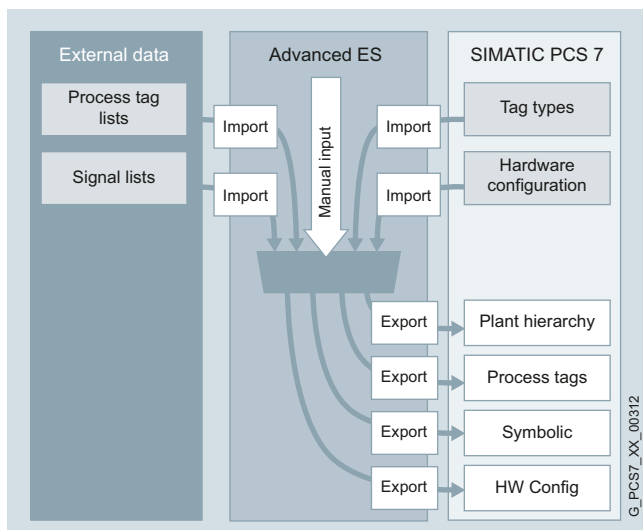 External data
Advanced ES
SIMATIC PCS 7
Process tag
lists
Import
Import
Tag types
Signal lists
Import
Manual input
Import
Hardware
configuration
Export
Plant hierarchy
Export
Process tags
Export
Symbolic
Export
HW Config
G_PCS7_XX_00312